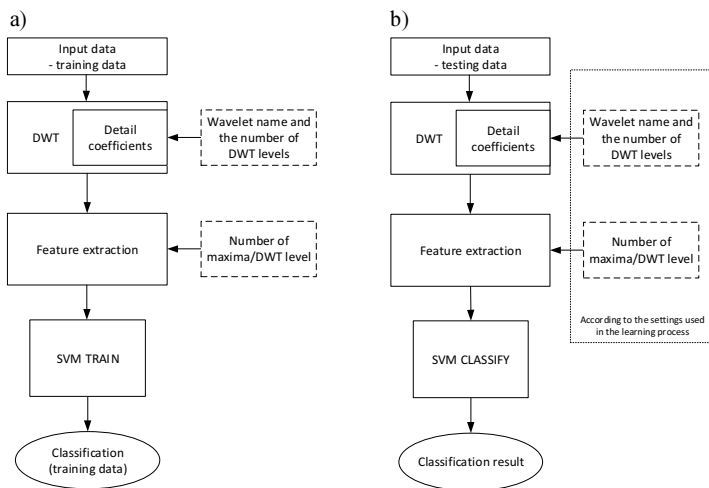 a)
Input data
- training data
DWT
Detail
coefficients
Wavelet name and
the number of
DWT levels
Feature extraction
Number of
maxima/DWT level
SVM TRAIN
Classification
(training data)
b)
Input data
- testing data
DWT
Detail
coefficients
Wavelet name and
the number of
DWT levels
Feature extraction
Number of
maxima/DWT level
According to the settings used
in the learning process
SVM CLASSIFY
Classification result